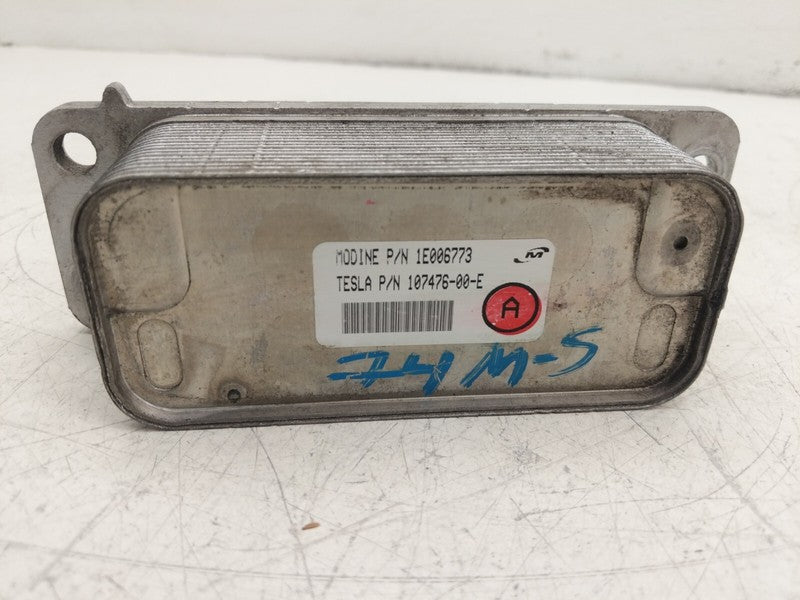 MODINE P/N 1E006773
M
TESLA P/N 107476-00-E
A